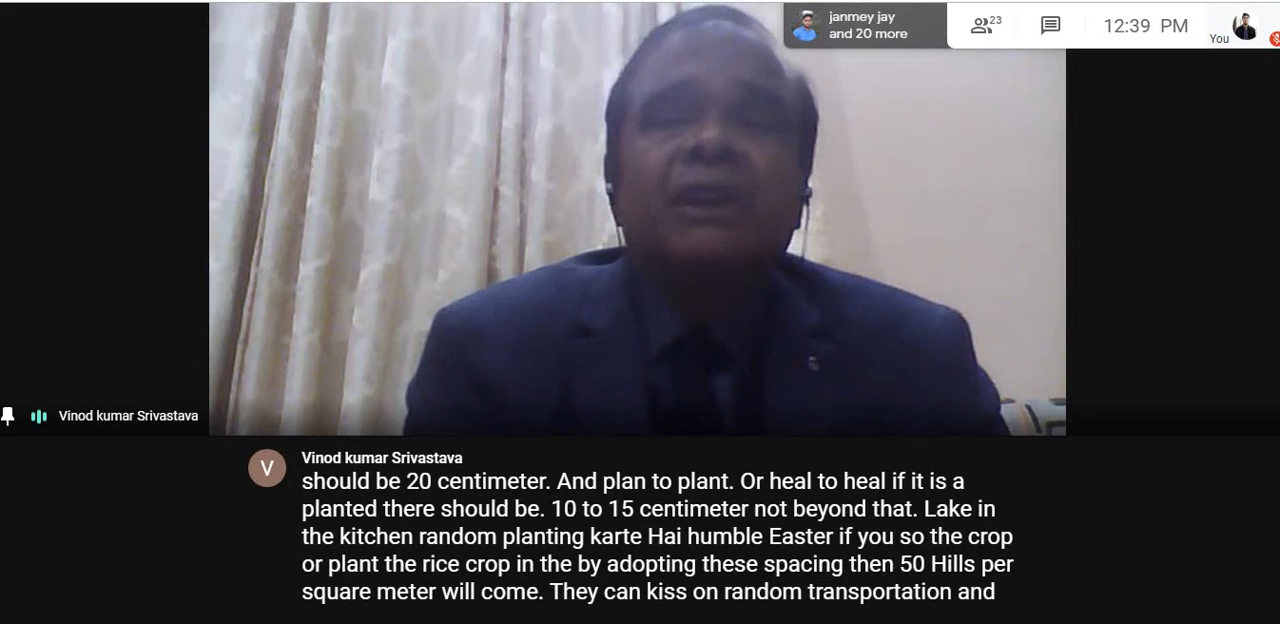 janmey jay
and 20 more
23
12:39 PM
You
Vinod kumar Srivastava
V
Vinod kumar Srivastava
should be 20 centimeter. And plan to plant. Or heal to heal if it is a
planted there should be. 10 to 15 centimeter not beyond that. Lake in
the kitchen random planting karte Hai humble Easter if you so the crop
or plant the rice crop in the by adopting these spacing then 50 Hills per
square meter will come. They can kiss on random transportation and